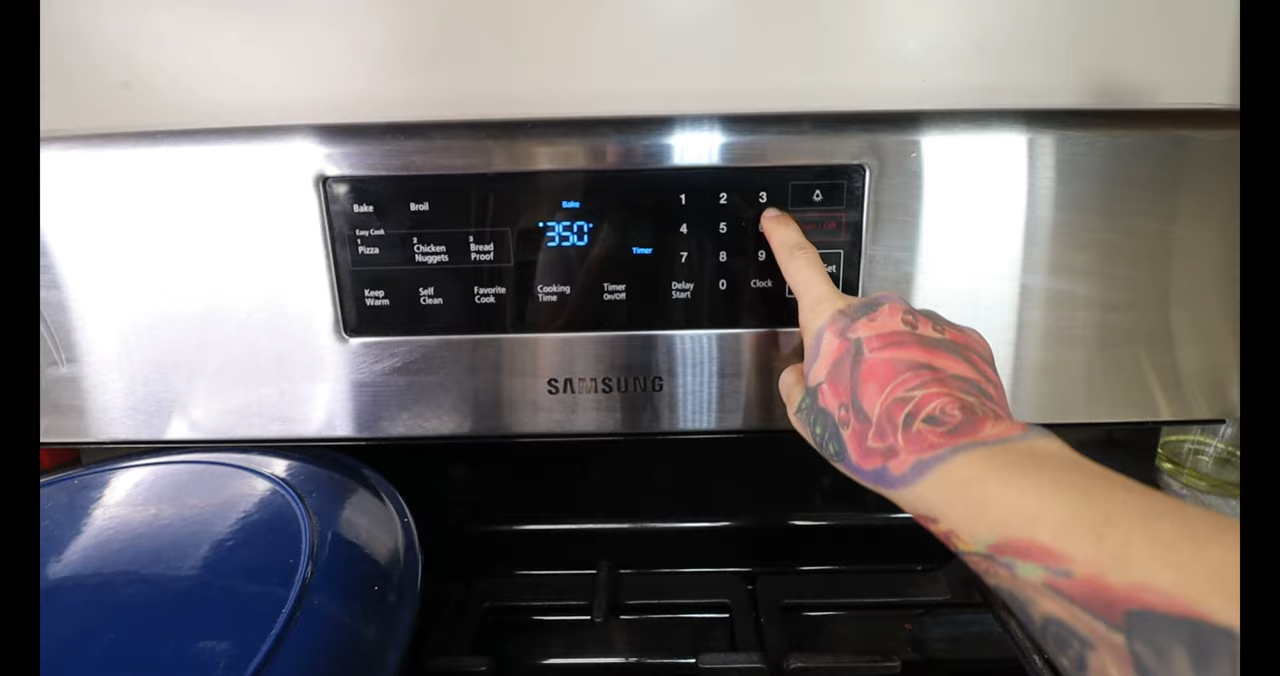 Bake
Broil
Bake
1 2 3
350°
Easy Cook
4 5
/ Off
1 Pizza
2 Chicken Nuggets
3 Bread Proof
Timer
7 8 9
Keep Warm
Self Clean
Favorite Cook
Cooking Time
Timer On/Off
Delay Start
0
Clock
SAMSUNG